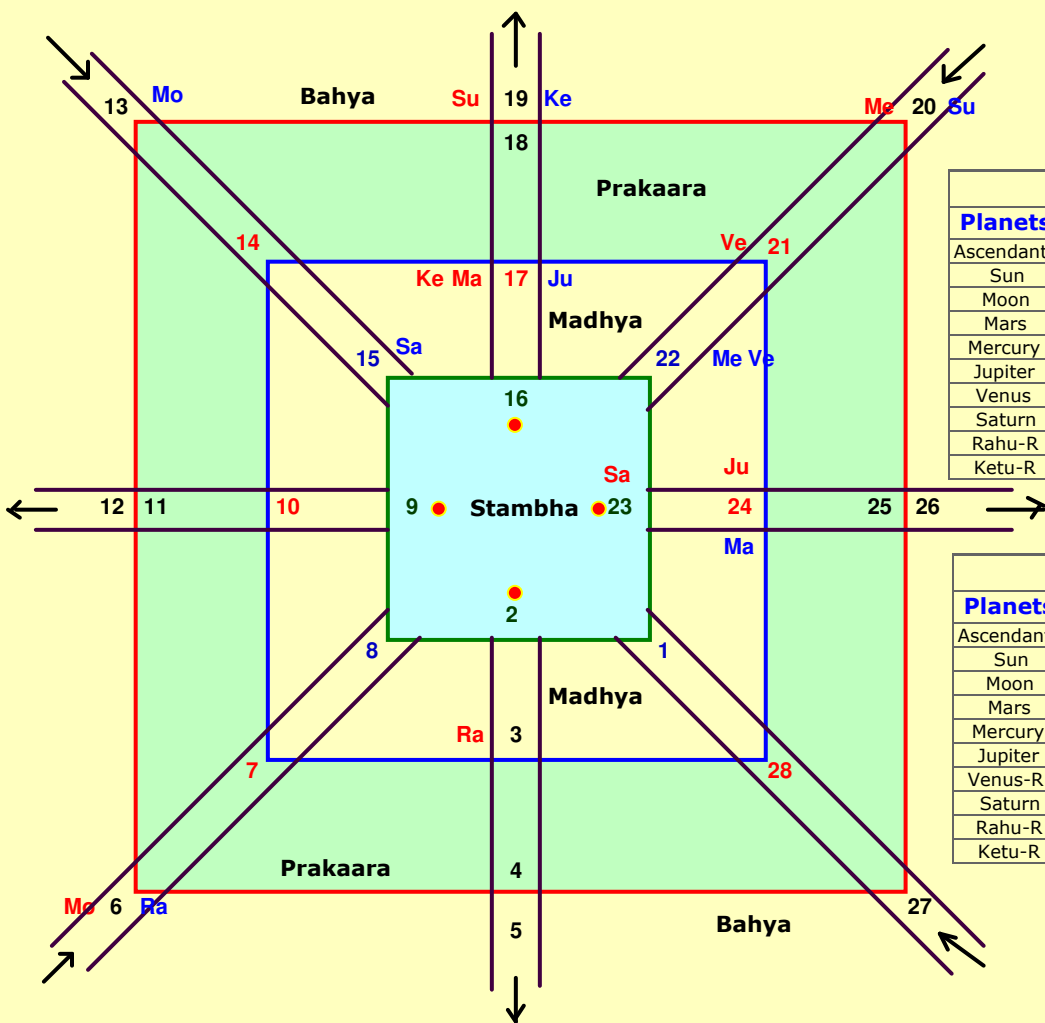 Bahya Su 19 Ke
13 Mo
Me 20 Su
18
Prakaara
14
Ve 21
Ke Ma 17 Ju
Madhya
15 Sa
22 Me Ve
16
Sa Ju
12 11 10 9 Stambha 23 24 25 26
Ma
2
8 1
Madhya
Ra 3
7 28
Prakaara 4
Mo 6 Ra
27
5 Bahya
Planets
Ascendant
Sun
Moon
Mars
Mercury
Jupiter
Venus
Saturn
Rahu-R
Ketu-R
Planets
Ascendant
Sun
Moon
Mars
Mercury
Jupiter
Venus-R
Saturn
Rahu-R
Ketu-R